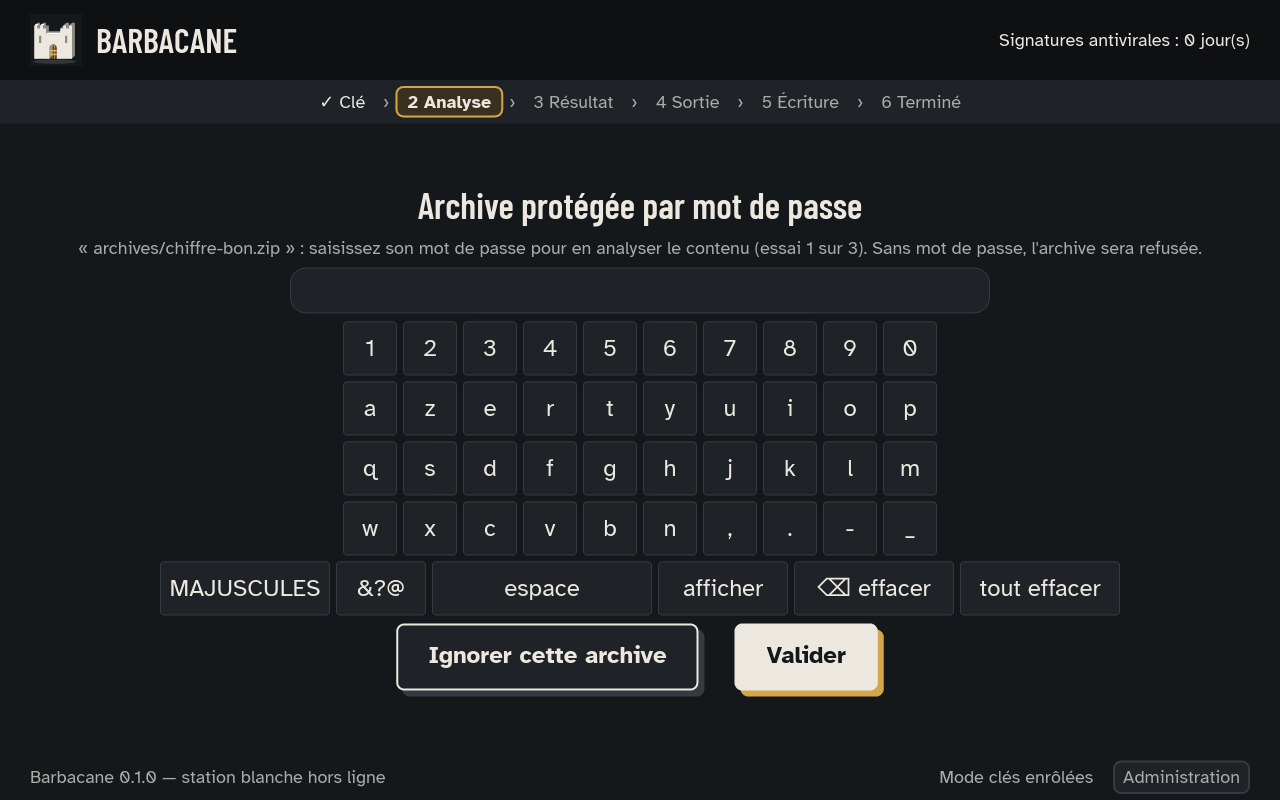 BARBACANE
Signatures antivirales : 0 jour(s)
✓ Clé › 2 Analyse › 3 Résultat › 4 Sortie › 5 Écriture › 6 Terminé
Archive protégée par mot de passe
« archives/chiffre-bon.zip » : saisissez son mot de passe pour en analyser le contenu (essai 1 sur 3). Sans mot de passe, l'archive sera refusée.
1 2 3 4 5 6 7 8 9 0
a z e r t y u i o p
q s d f g h j k l m
w x c v b n , . - _
MAJUSCULES &?@ espace afficher ⌫ effacer tout effacer
Ignorer cette archive Valider
Barbacane 0.1.0 — station blanche hors ligne
Mode clés enrôlées Administration